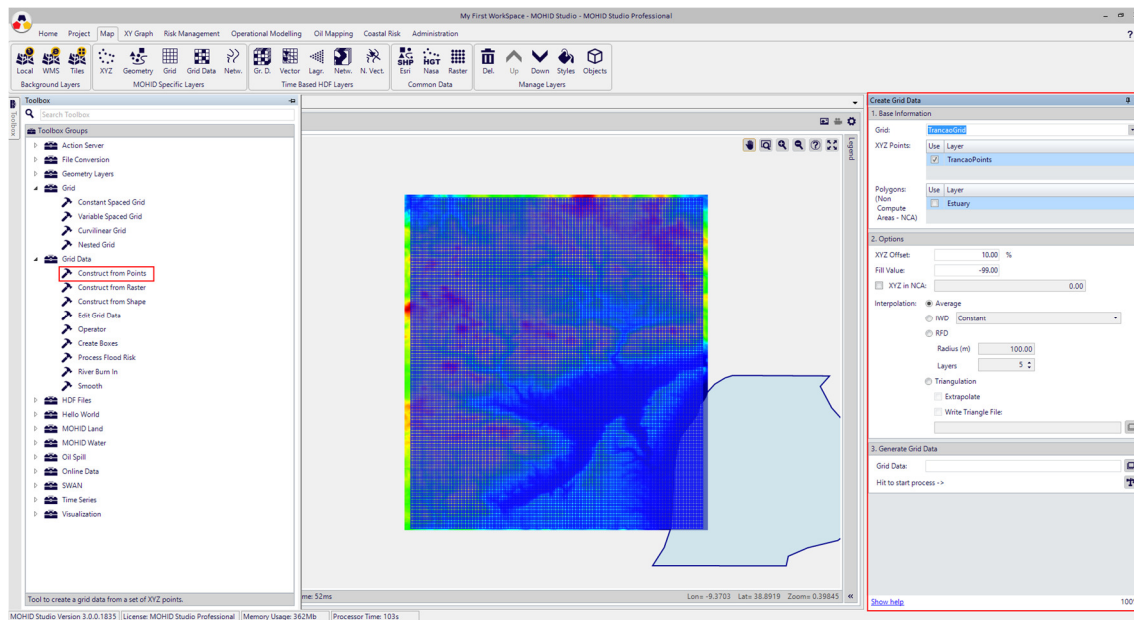 My First WorkSpace - MOHID Studio - MOHID Studio Professional
Home Project Map XY Graph Risk Management Operational Modelling Oil Mapping Coastal Risk Administration ?
SHP HGT
Local WMS Tiles XYZ Geometry Grid Grid Data Netw. Gr. D. Vector Lagr. Netw. N. Vect. Esri Nasa Raster Del. Up Down Styles Objects
Background Layers MOHID Specific Layers Time Based HDF Layers Common Data Manage Layers
Toolbox
Toolbox
Search Toolbox
Toolbox Groups
Action Server
File Conversion
Geometry Layers
Grid
Constant Spaced Grid
Variable Spaced Grid
Curvilinear Grid
Nested Grid
Grid Data
Construct from Points
Construct from Raster
Construct from Shape
Edit Grid Data
Operator
Create Boxes
Process Flood Risk
River Burn In
Smooth
HDF Files
Hello World
MOHID Land
MOHID Water
Oil Spill
Online Data
SWAN
Time Series
Visualization
Tool to create a grid data from a set of XYZ points.
Legend
me: 52ms Lon= -9.3703 Lat= 38.8919 Zoom= 0.39845
Create Grid Data
1. Base Information
Grid: TrancaoGrid
XYZ Points: Use Layer
TrancaoPoints
Polygons: Use Layer
(Non Estuary
Compute
Areas - NCA)
2. Options
XYZ Offset: 10.00 %
Fill Value: -99.00
XYZ in NCA: 0.00
Interpolation: Average
IWD Constant
RFD
Radius (m) 100.00
Layers 5
Triangulation
Extrapolate
Write Triangle File:
3. Generate Grid Data
Grid Data:
Hit to start process ->
Show help 100%
MOHID Studio Version 3.0.0.1835 License: MOHID Studio Professional Memory Usage: 362Mb Processor Time: 103s